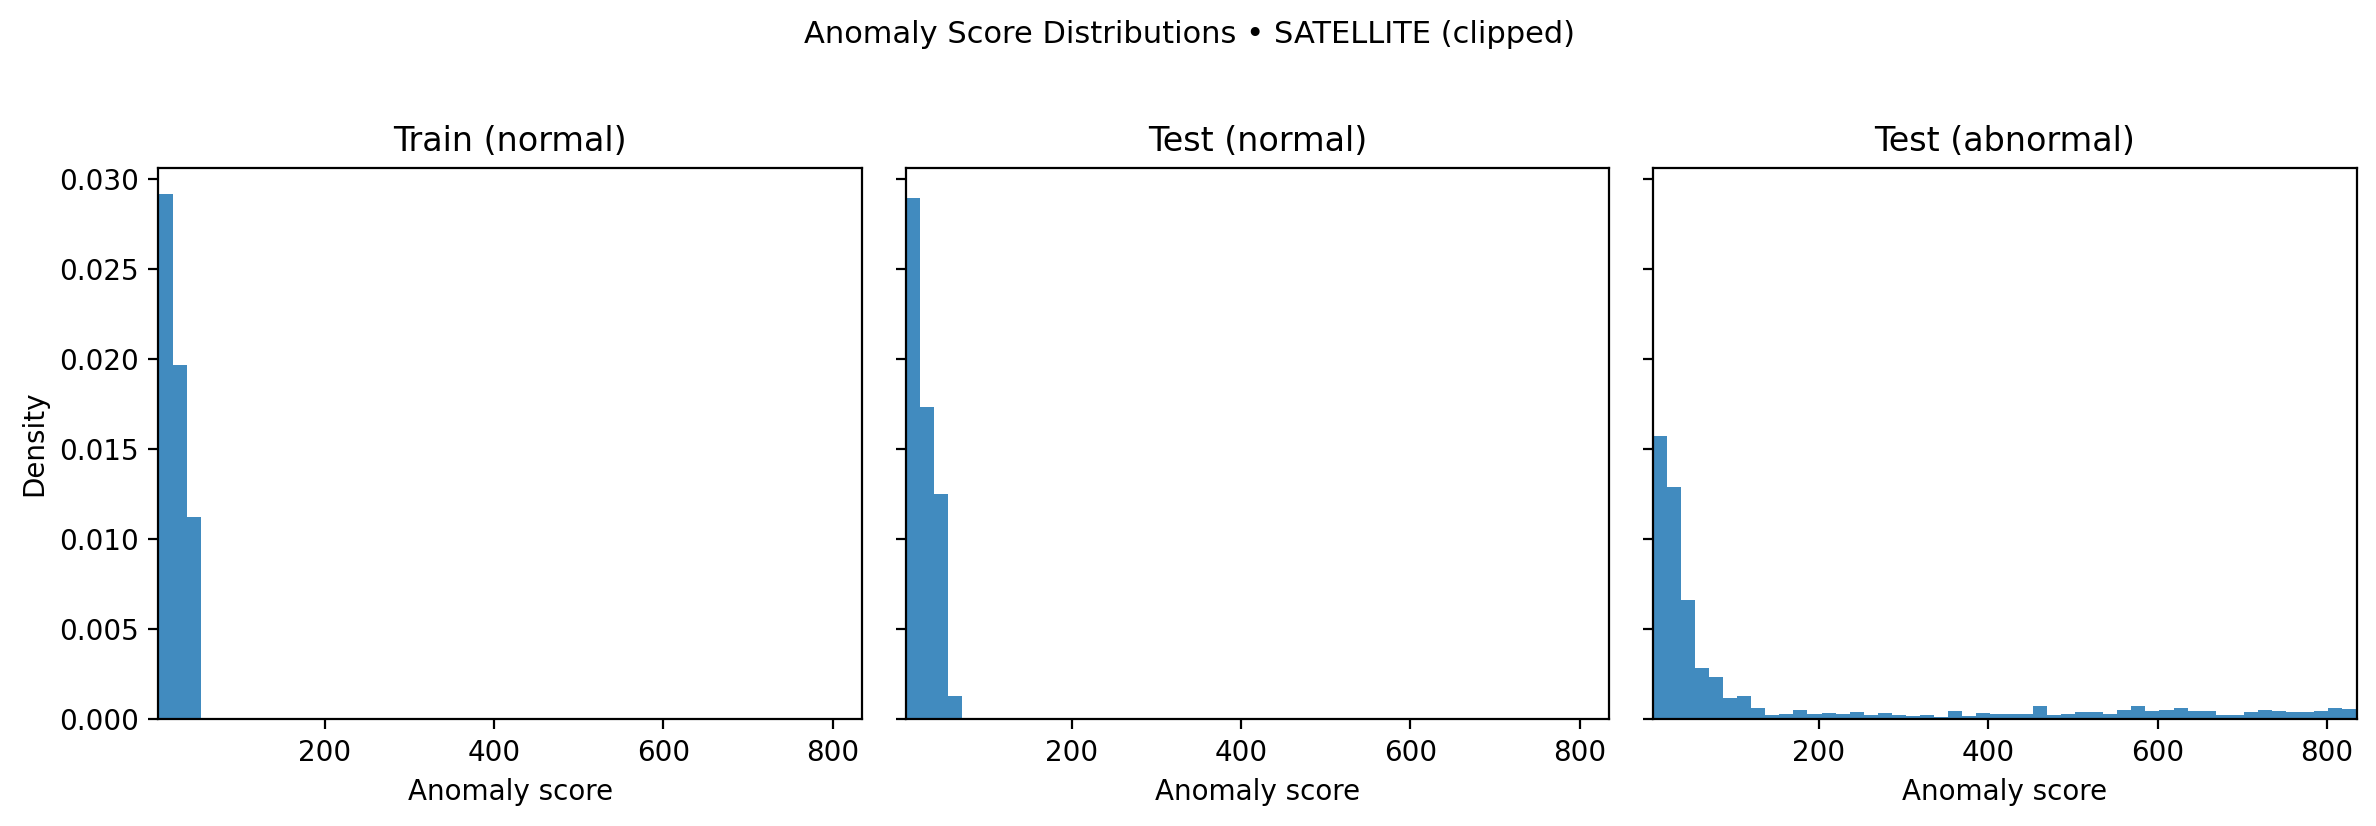 Anomaly Score Distributions • SATELLITE (clipped)
Train (normal)
Test (normal)
Test (abnormal)
Density
0.030
0.025
0.020
0.015
0.010
0.005
0.000
200 400 600 800
200 400 600 800
200 400 600 800
Anomaly score
Anomaly score
Anomaly score